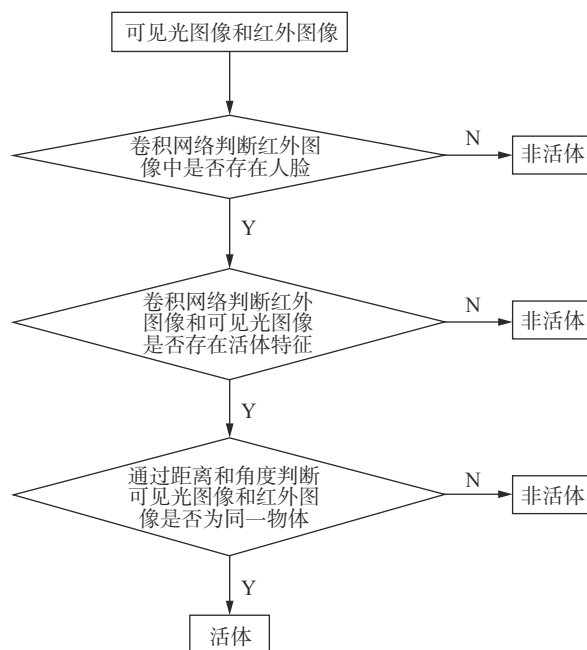 可见光图像和红外图像
卷积网络判断红外图
像中是否存在人脸
N
非活体
Y
卷积网络判断红外
图像和可见光图像
是否存在活体特征
N
非活体
Y
通过距离和角度判断
可见光图像和红外图
像是否为同一物体
N
非活体
Y
活体